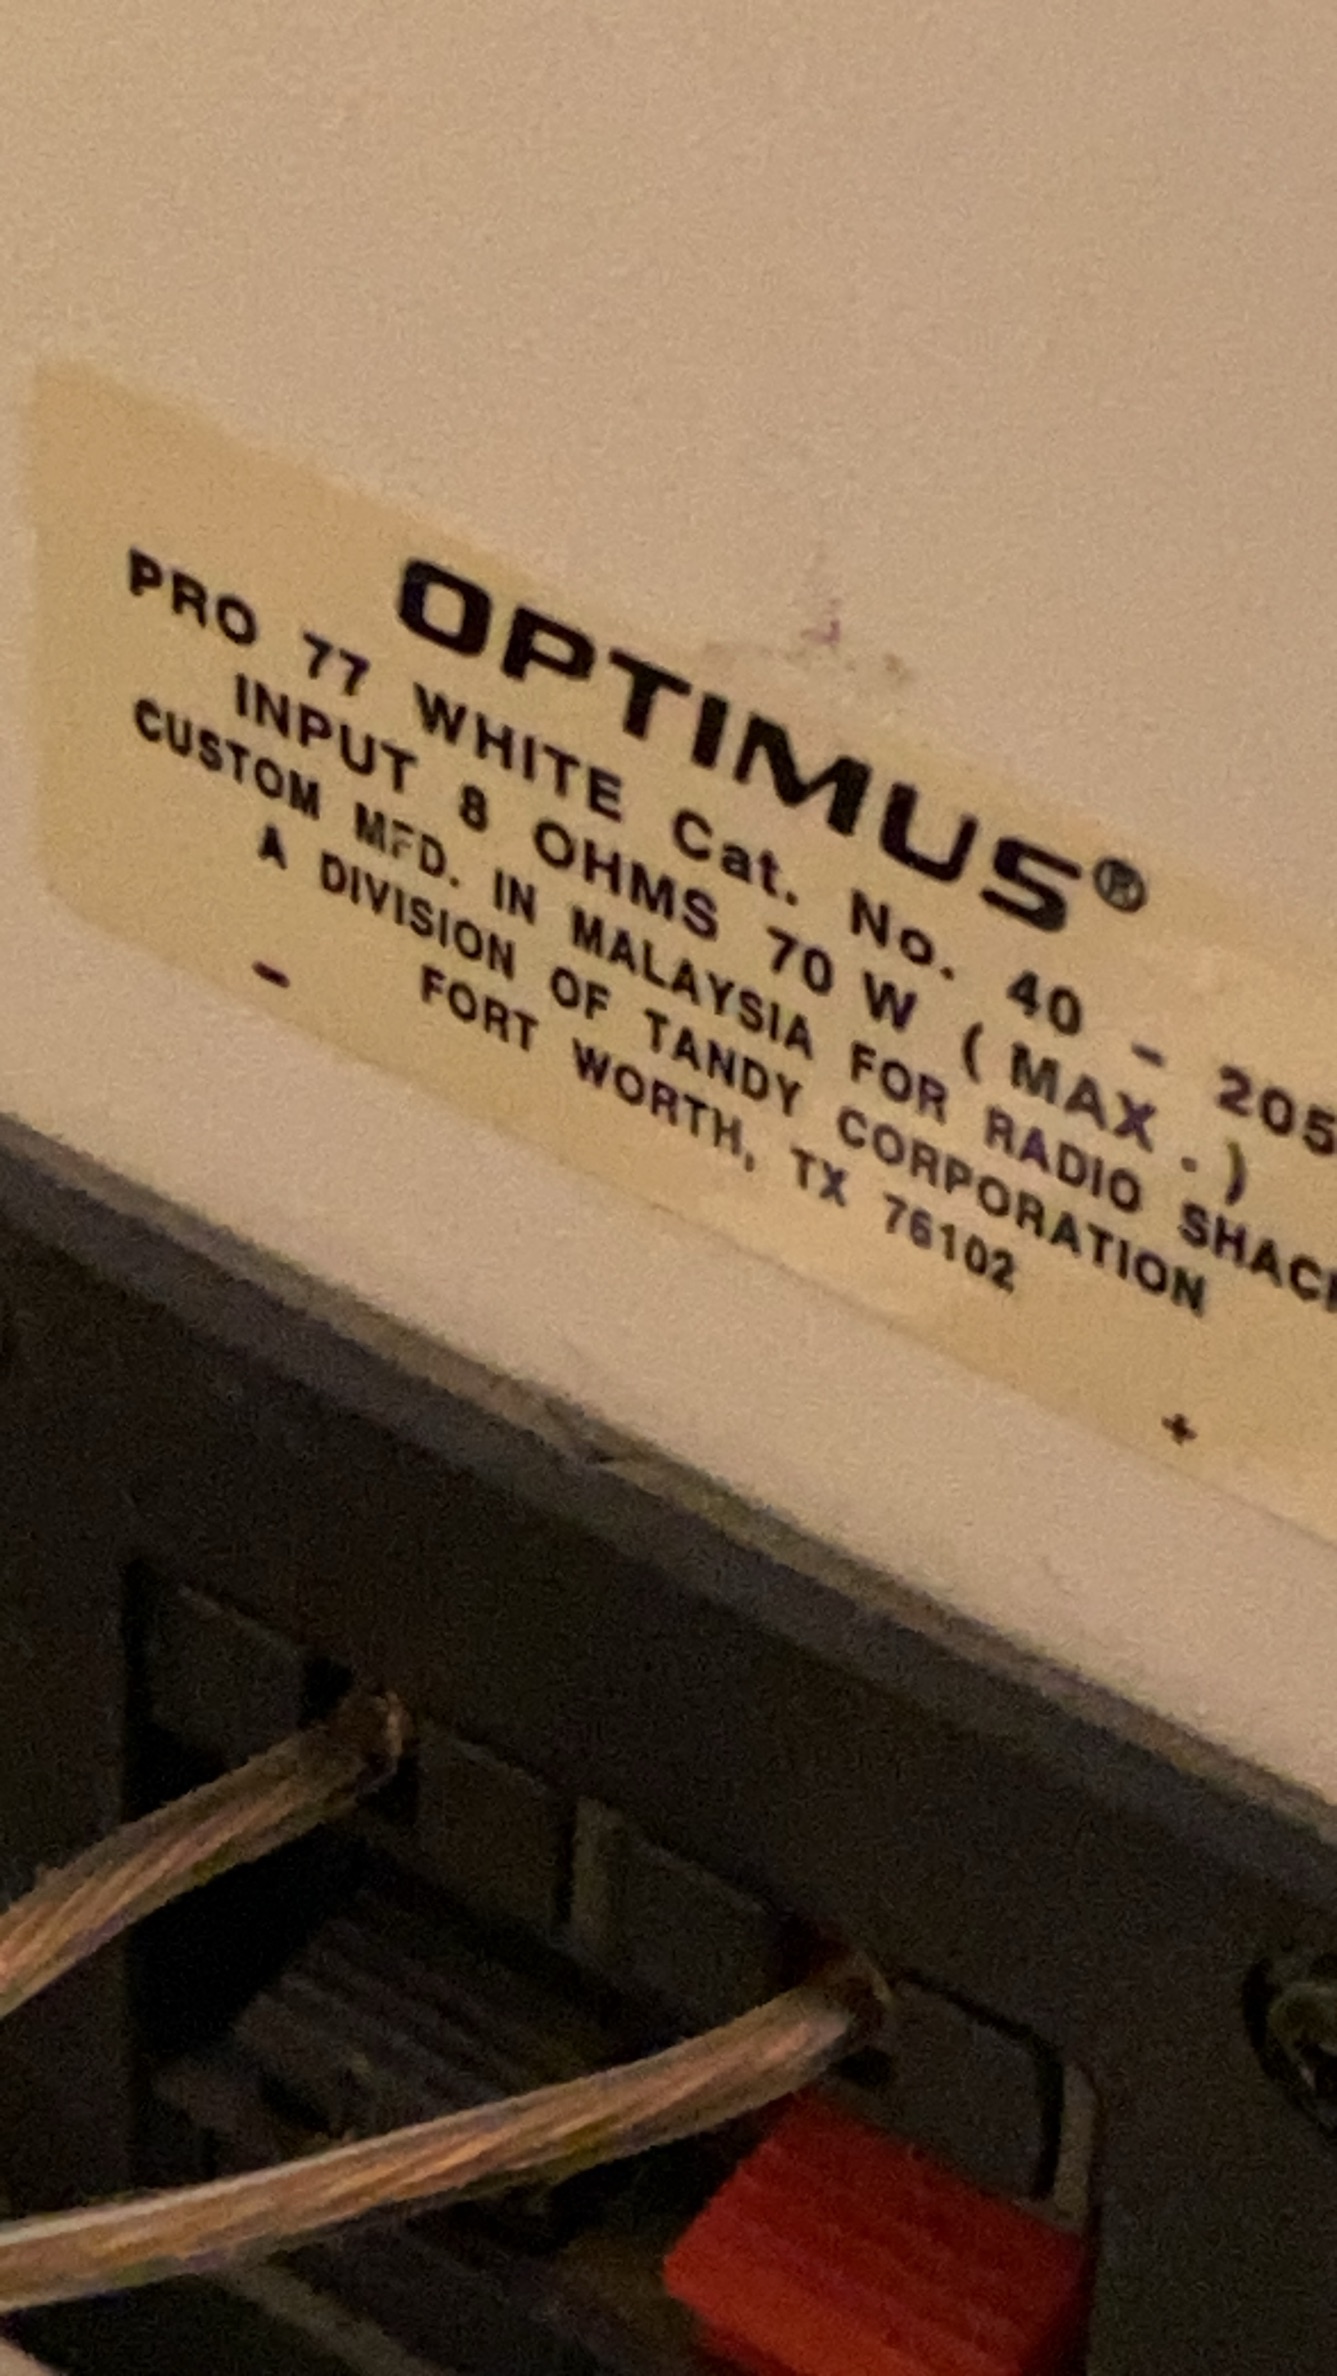 OPTIMUS®
PRO 77 WHITE Cat. No. 40 - 205
INPUT 8 OHMS 70 W (MAX.)
CUSTOM MFD. IN MALAYSIA FOR RADIO SHACK
A DIVISION OF TANDY CORPORATION
FORT WORTH, TX 76102
- +